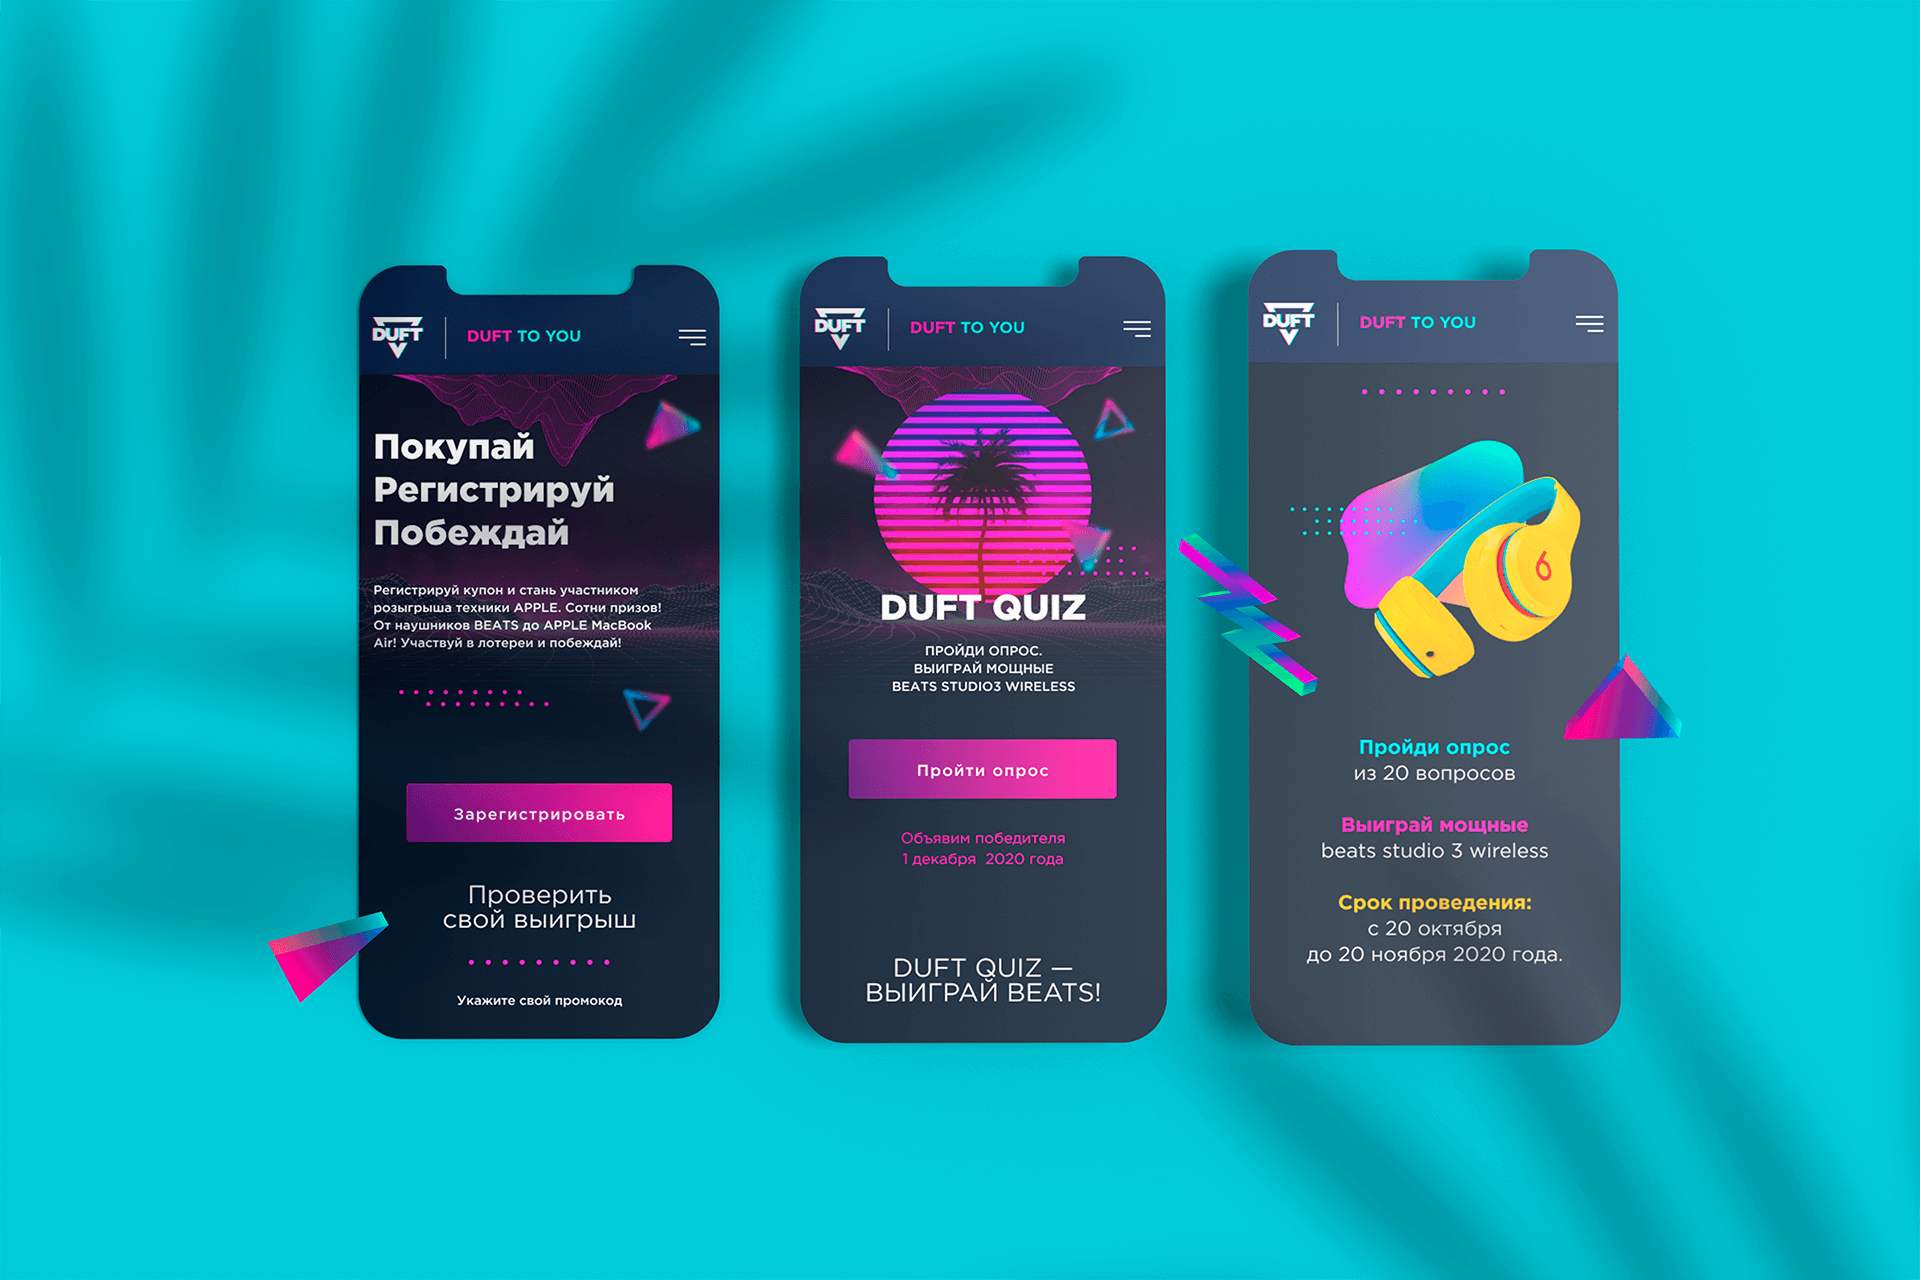 DUFT
DUFT TO YOU
Покупай
Регистрируй
Побеждай
Регистрируй купон и стань участником
розыгрыша техники APPLE. Сотни призов!
От наушников BEATS до APPLE MacBook
Air! Участвуй в лотереи и побеждай!
Зарегистрировать
Проверить
свой выигрыш
Укажите свой промокод
DUFT
DUFT TO YOU
DUFT QUIZ
ПРОЙДИ ОПРОС.
ВЫИГРАЙ МОЩНЫЕ
BEATS STUDIO3 WIRELESS
Пройти опрос
Объявим победителя
1 декабря 2020 года
DUFT QUIZ —
ВЫИГРАЙ BEATS!
DUFT
DUFT TO YOU
Пройди опрос
из 20 вопросов
Выиграй мощные
beats studio 3 wireless
Срок проведения:
с 20 октября
до 20 ноября 2020 года.